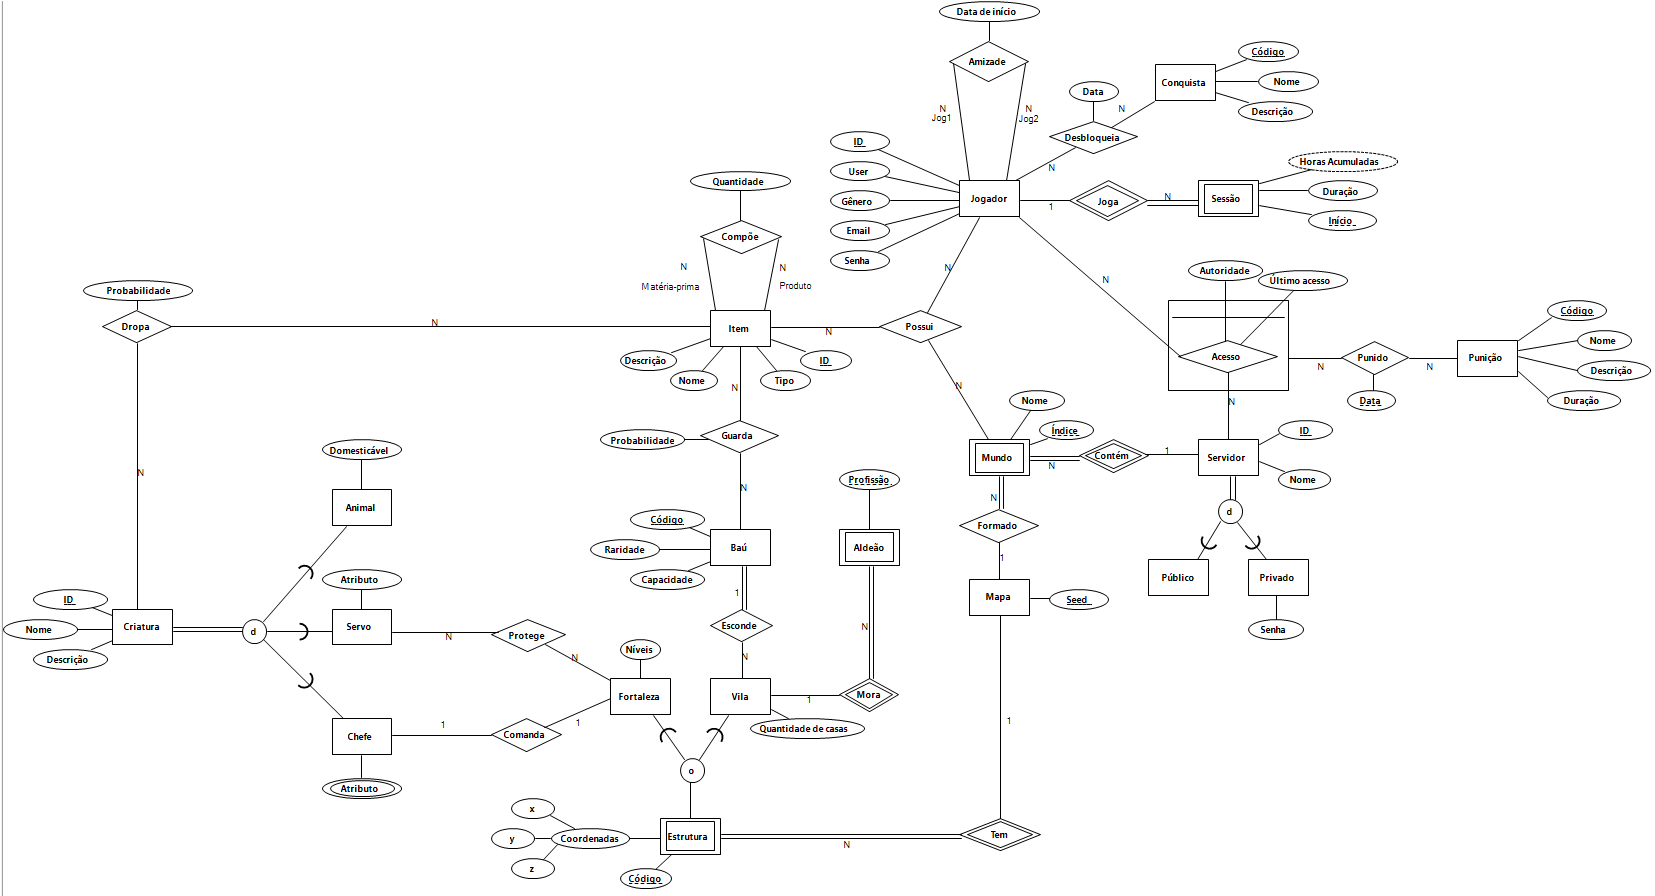 Data de início
Amizade
Código
Conquista
Nome
Descrição
Data
N
N
N
Jog1
Jog2
Desbloqueia
N
ID
User
Gênero
Email
Senha
Jogador
1
Joga
N
Sessão
Horas Acumuladas
Duração
Início
Quantidade
Compõe
N
N
Matéria-prima
Produto
N
N
Autoridade
Último acesso
Probabilidade
Dropa
N
Item
N
Possui
Acesso
N
Punido
N
Punição
Código
Nome
Descrição
Duração
Data
Descrição
Nome
Tipo
ID
N
N
N
Nome
Índice
Mundo
N
Contém
1
Servidor
ID
Nome
Probabilidade
Guarda
N
N
Domesticável
Animal
Profissão
Aldeão
N
Formado
d
Código
Raridade
Capacidade
Baú
1
Público
Privado
Senha
Mapa
Seed
Atributo
ID
Nome
Descrição
Criatura
d
Servo
N
Protege
N
1
Esconde
N
N
Níveis
Fortaleza
Vila
1
Mora
Quantidade de casas
Chefe
1
Comanda
1
1
Atributo
o
x
y
z
Coordenadas
Estrutura
N
Tem
Código